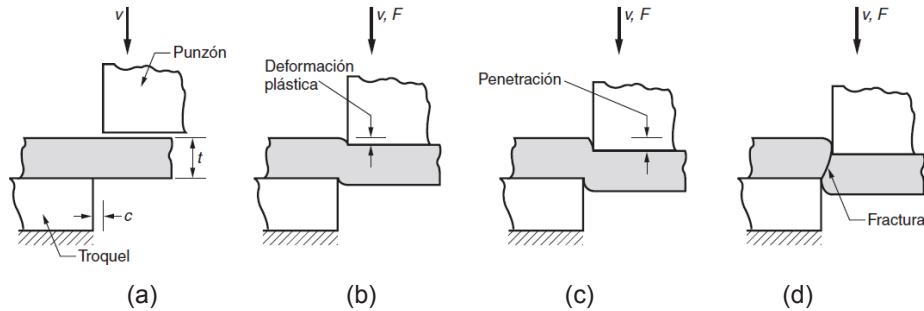 v
Punzón
t
c
Troquel
(a)
v, F
Deformación
plástica
(b)
v, F
Penetración
(c)
v, F
Fractura
(d)